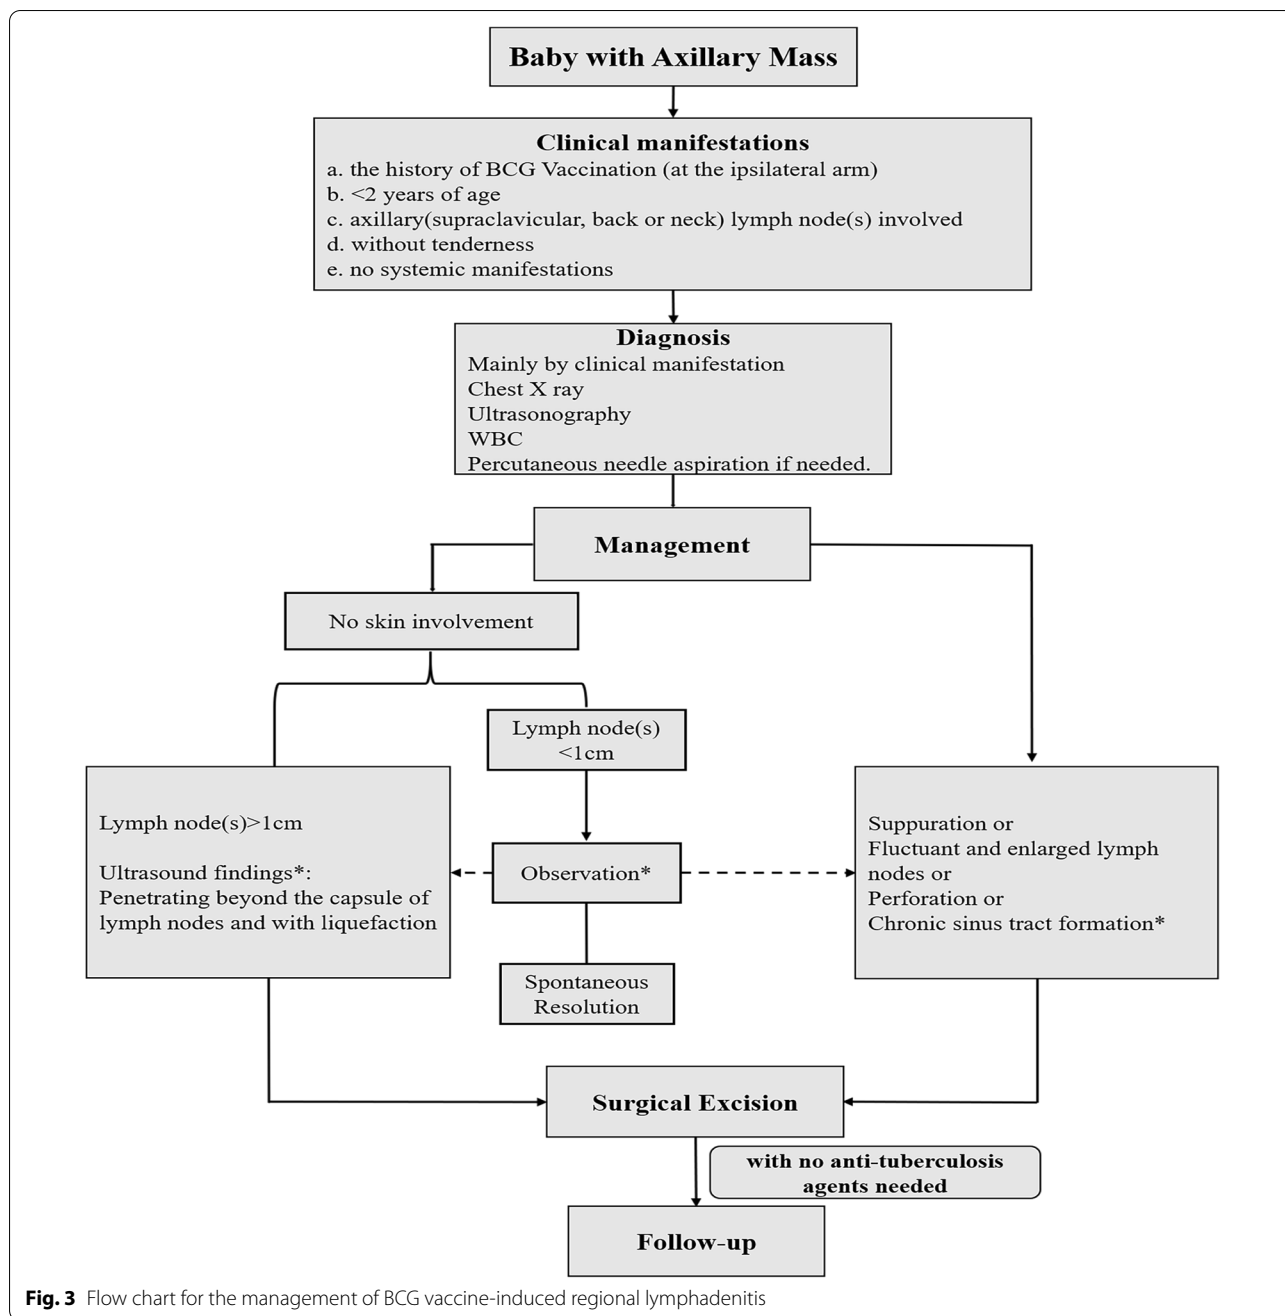 Baby with Axillary Mass
Clinical manifestations
a. the history of BCG Vaccination (at the ipsilateral arm)
b. <2 years of age
c. axillary(supraclavicular, back or neck) lymph node(s) involved
d. without tenderness
e. no systemic manifestations
Diagnosis
Mainly by clinical manifestation
Chest X ray
Ultrasonography
WBC
Percutaneous needle aspiration if needed.
Management
No skin involvement
Lymph node(s)
<1cm
Lymph node(s)>1cm
Ultrasound findings*:
Penetrating beyond the capsule of
lymph nodes and with liquefaction
Observation*
Suppuration or
Fluctuant and enlarged lymph
nodes or
Perforation or
Chronic sinus tract formation*
Spontaneous
Resolution
Surgical Excision
with no anti-tuberculosis
agents needed
Follow-up
Fig. 3 Flow chart for the management of BCG vaccine-induced regional lymphadenitis